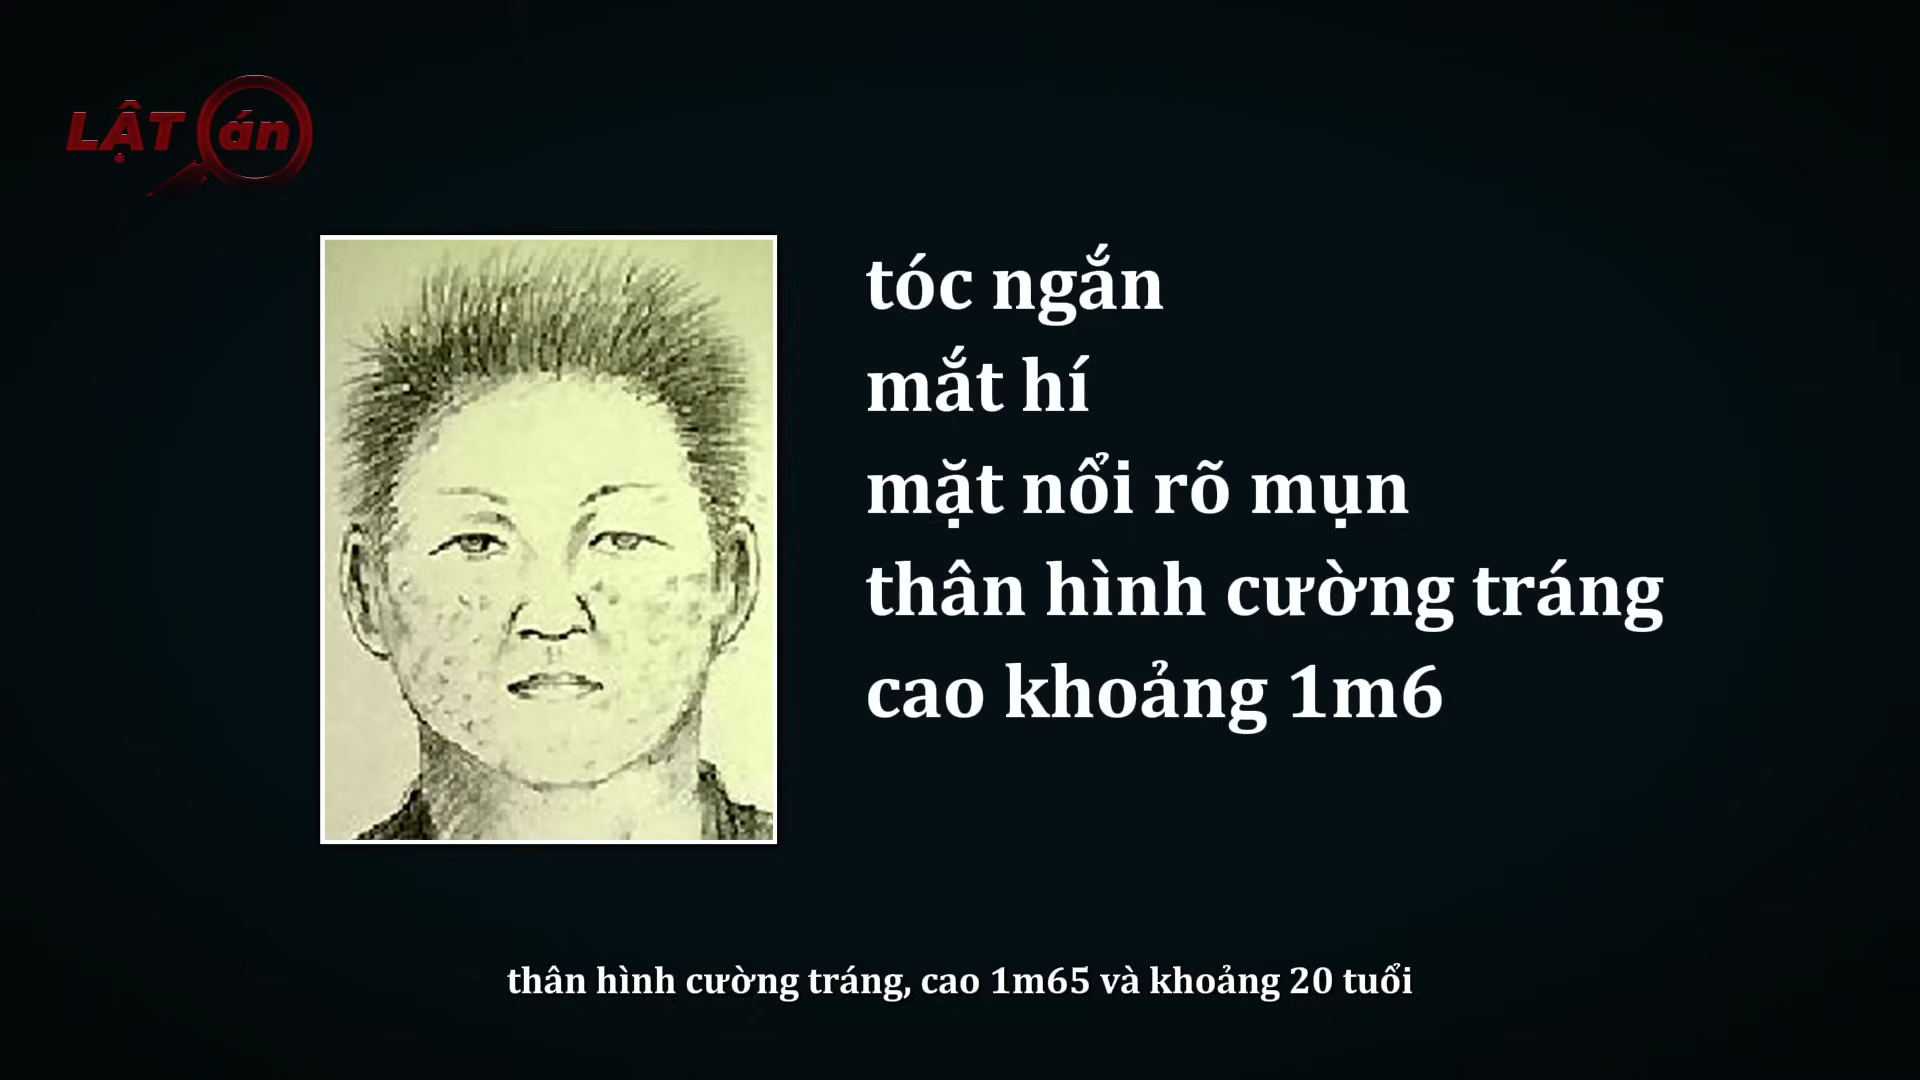 LẬT án
tóc ngắn
mắt hí
mặt nổi rõ mụn
thân hình cường tráng
cao khoảng 1m6
thân hình cường tráng, cao 1m65 và khoảng 20 tuổi